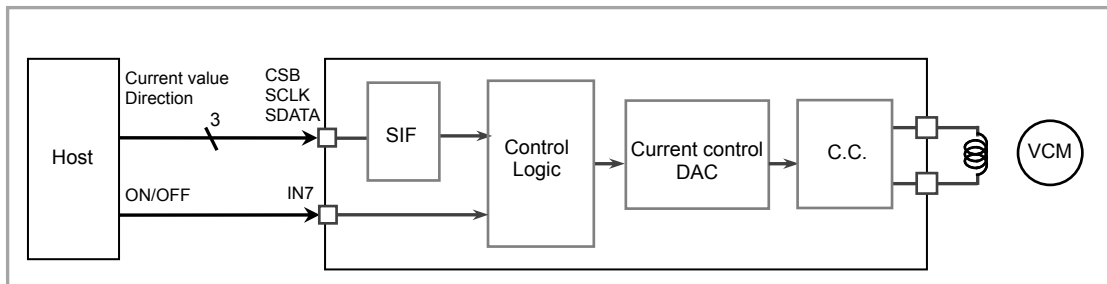 Current value
Direction
CSB
SCLK
SDATA
3
Host
SIF
Control
Logic
Current control
DAC
C.C.
VCM
ON/OFF
IN7